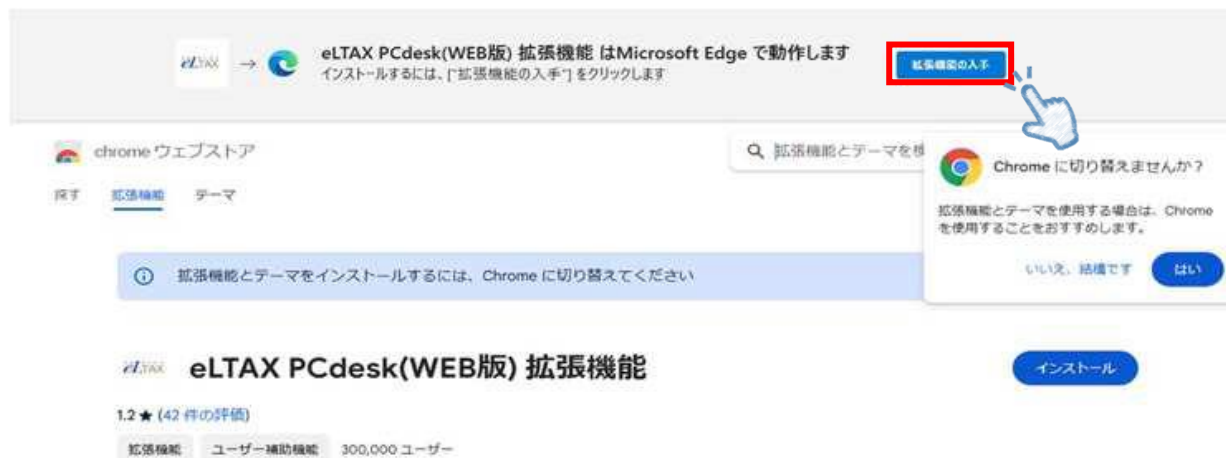 eLTAX
eLTAX PCdesk(WEB版) 拡張機能 はMicrosoft Edge で動作します
インストールするには、["拡張機能の入手"] をクリックします
拡張機能の入手
chrome ウェブストア
拡張機能とテーマを検
探す 拡張機能 テーマ
Chrome に切り替えませんか？
拡張機能とテーマを使用する場合は、Chrome
を使用することをおすすめします。
いいえ、結構です はい
拡張機能とテーマをインストールするには、Chrome に切り替えてください
eLTAX eLTAX PCdesk(WEB版) 拡張機能
インストール
1.2 ★ (42 件の評価)
拡張機能 ユーザー補助機能 300,000 ユーザー